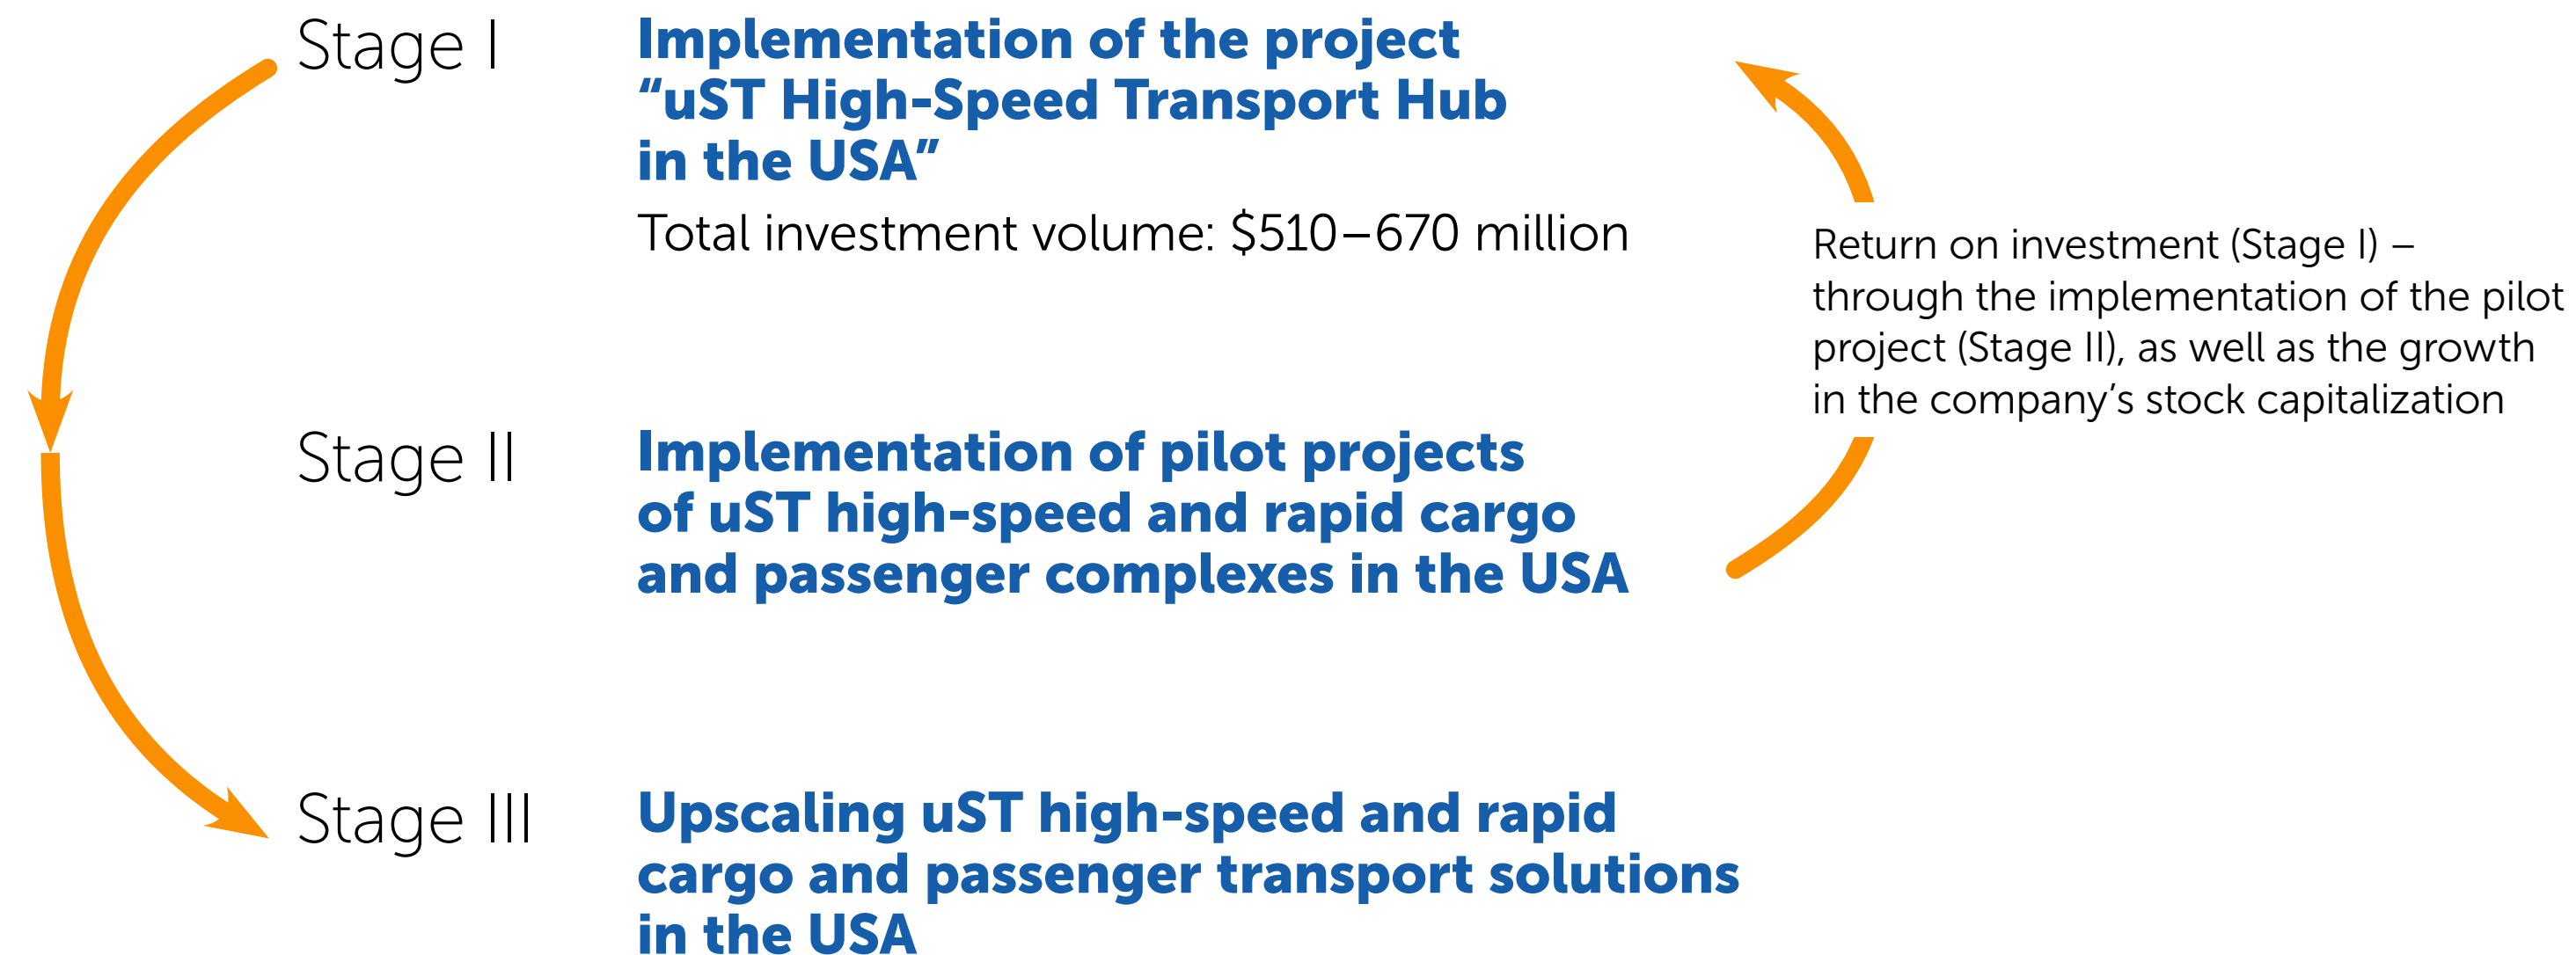 Stage I
Implementation of the project
“uST High-Speed Transport Hub
in the USA”
Total investment volume: $510–670 million
Return on investment (Stage I) –
through the implementation of the pilot
project (Stage II), as well as the growth
in the company’s stock capitalization
Stage II
Implementation of pilot projects
of uST high-speed and rapid cargo
and passenger complexes in the USA
Stage III
Upscaling uST high-speed and rapid
cargo and passenger transport solutions
in the USA